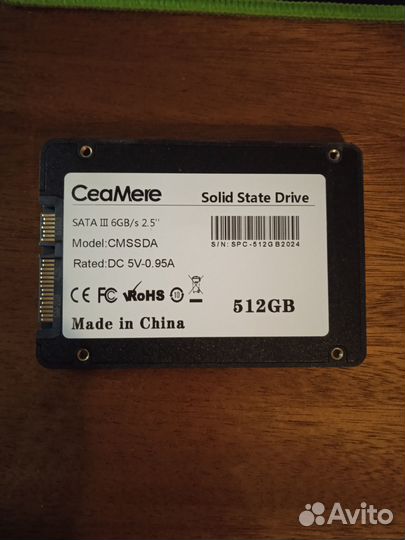 CeaMere
Solid State Drive
SATA III 6GB/s 2.5''
Model:CMSSDA
S/N: SPC-512GB2024
Rated:DC 5V-0.95A
CE FC RoHS 10
512GB
Made in China
Avito